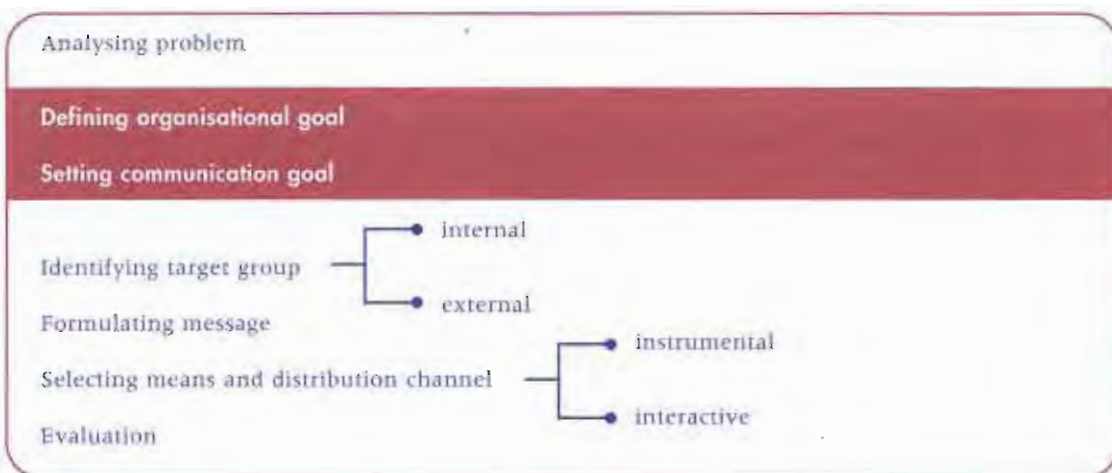 Analysing problem
Defining organisational goal
Setting communication goal
internal
Identifying target group
external
Formulating message
instrumental
Selecting means and distribution channel
interactive
Evaluation